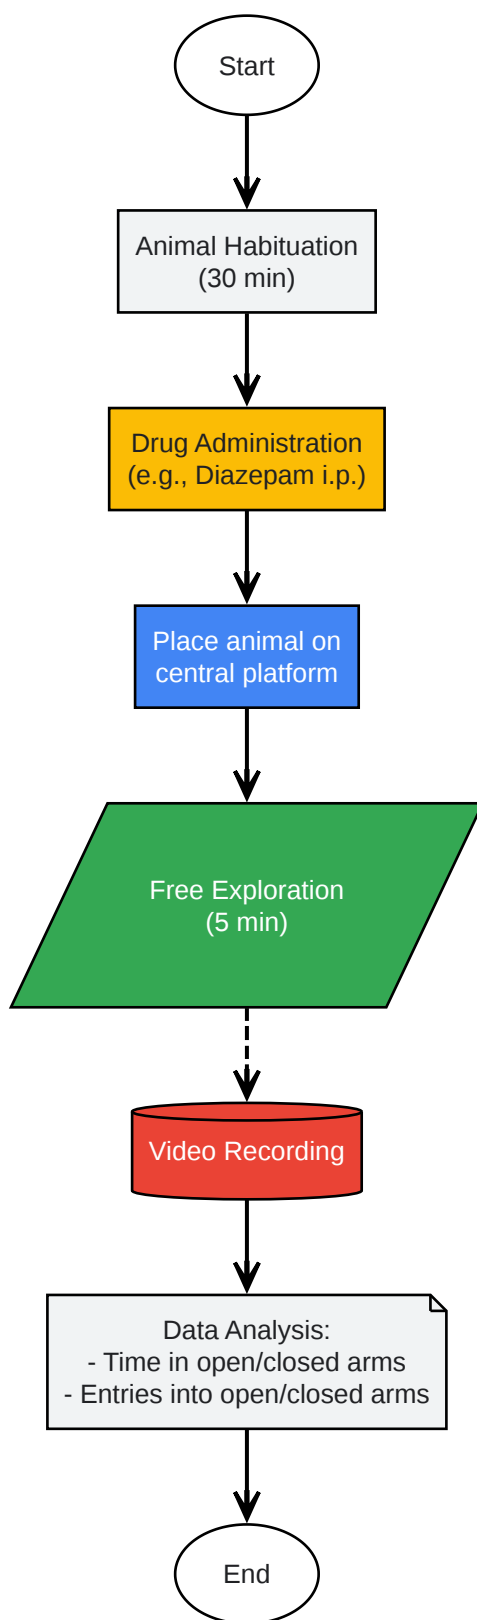 Start
Animal Habituation
(30 min)
Drug Administration
(e.g., Diazepam i.p.)
Place animal on
central platform
Free Exploration
(5 min)
Video Recording
Data Analysis:
- Time in open/closed arms
- Entries into open/closed arms
End